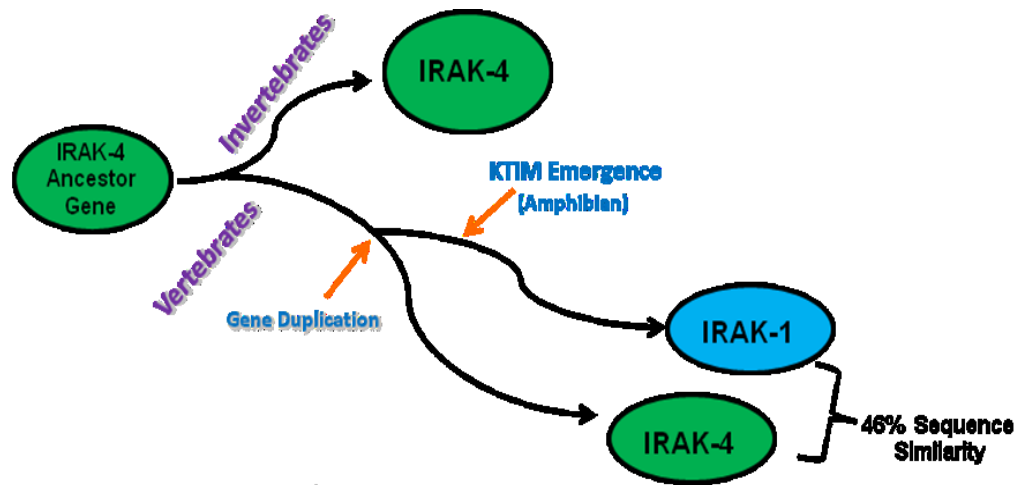 Invertebrates
IRAK-4
IRAK-4
Ancestor
Gene
KTIM Emergence
(Amphibian)
Vertebrates
Gene Duplication
IRAK-1
IRAK-4
46% Sequence
Similarity